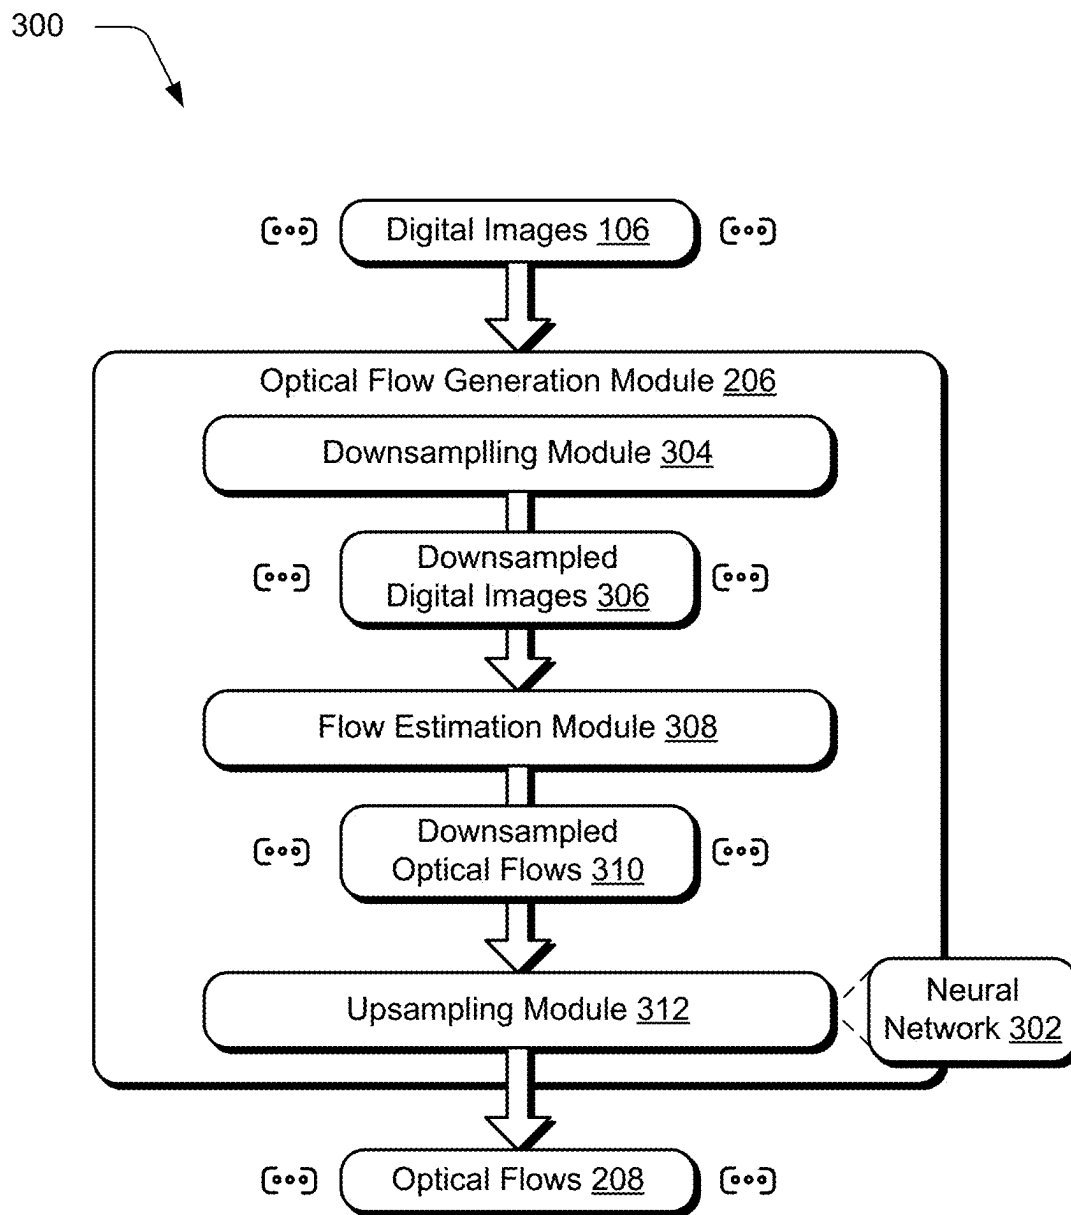 300
Digital Images 106
Optical Flow Generation Module 206
Downsamplling Module 304
Downsampled
Digital Images 306
Flow Estimation Module 308
Downsampled
Optical Flows 310
Upsampling Module 312
Neural
Network 302
Optical Flows 208